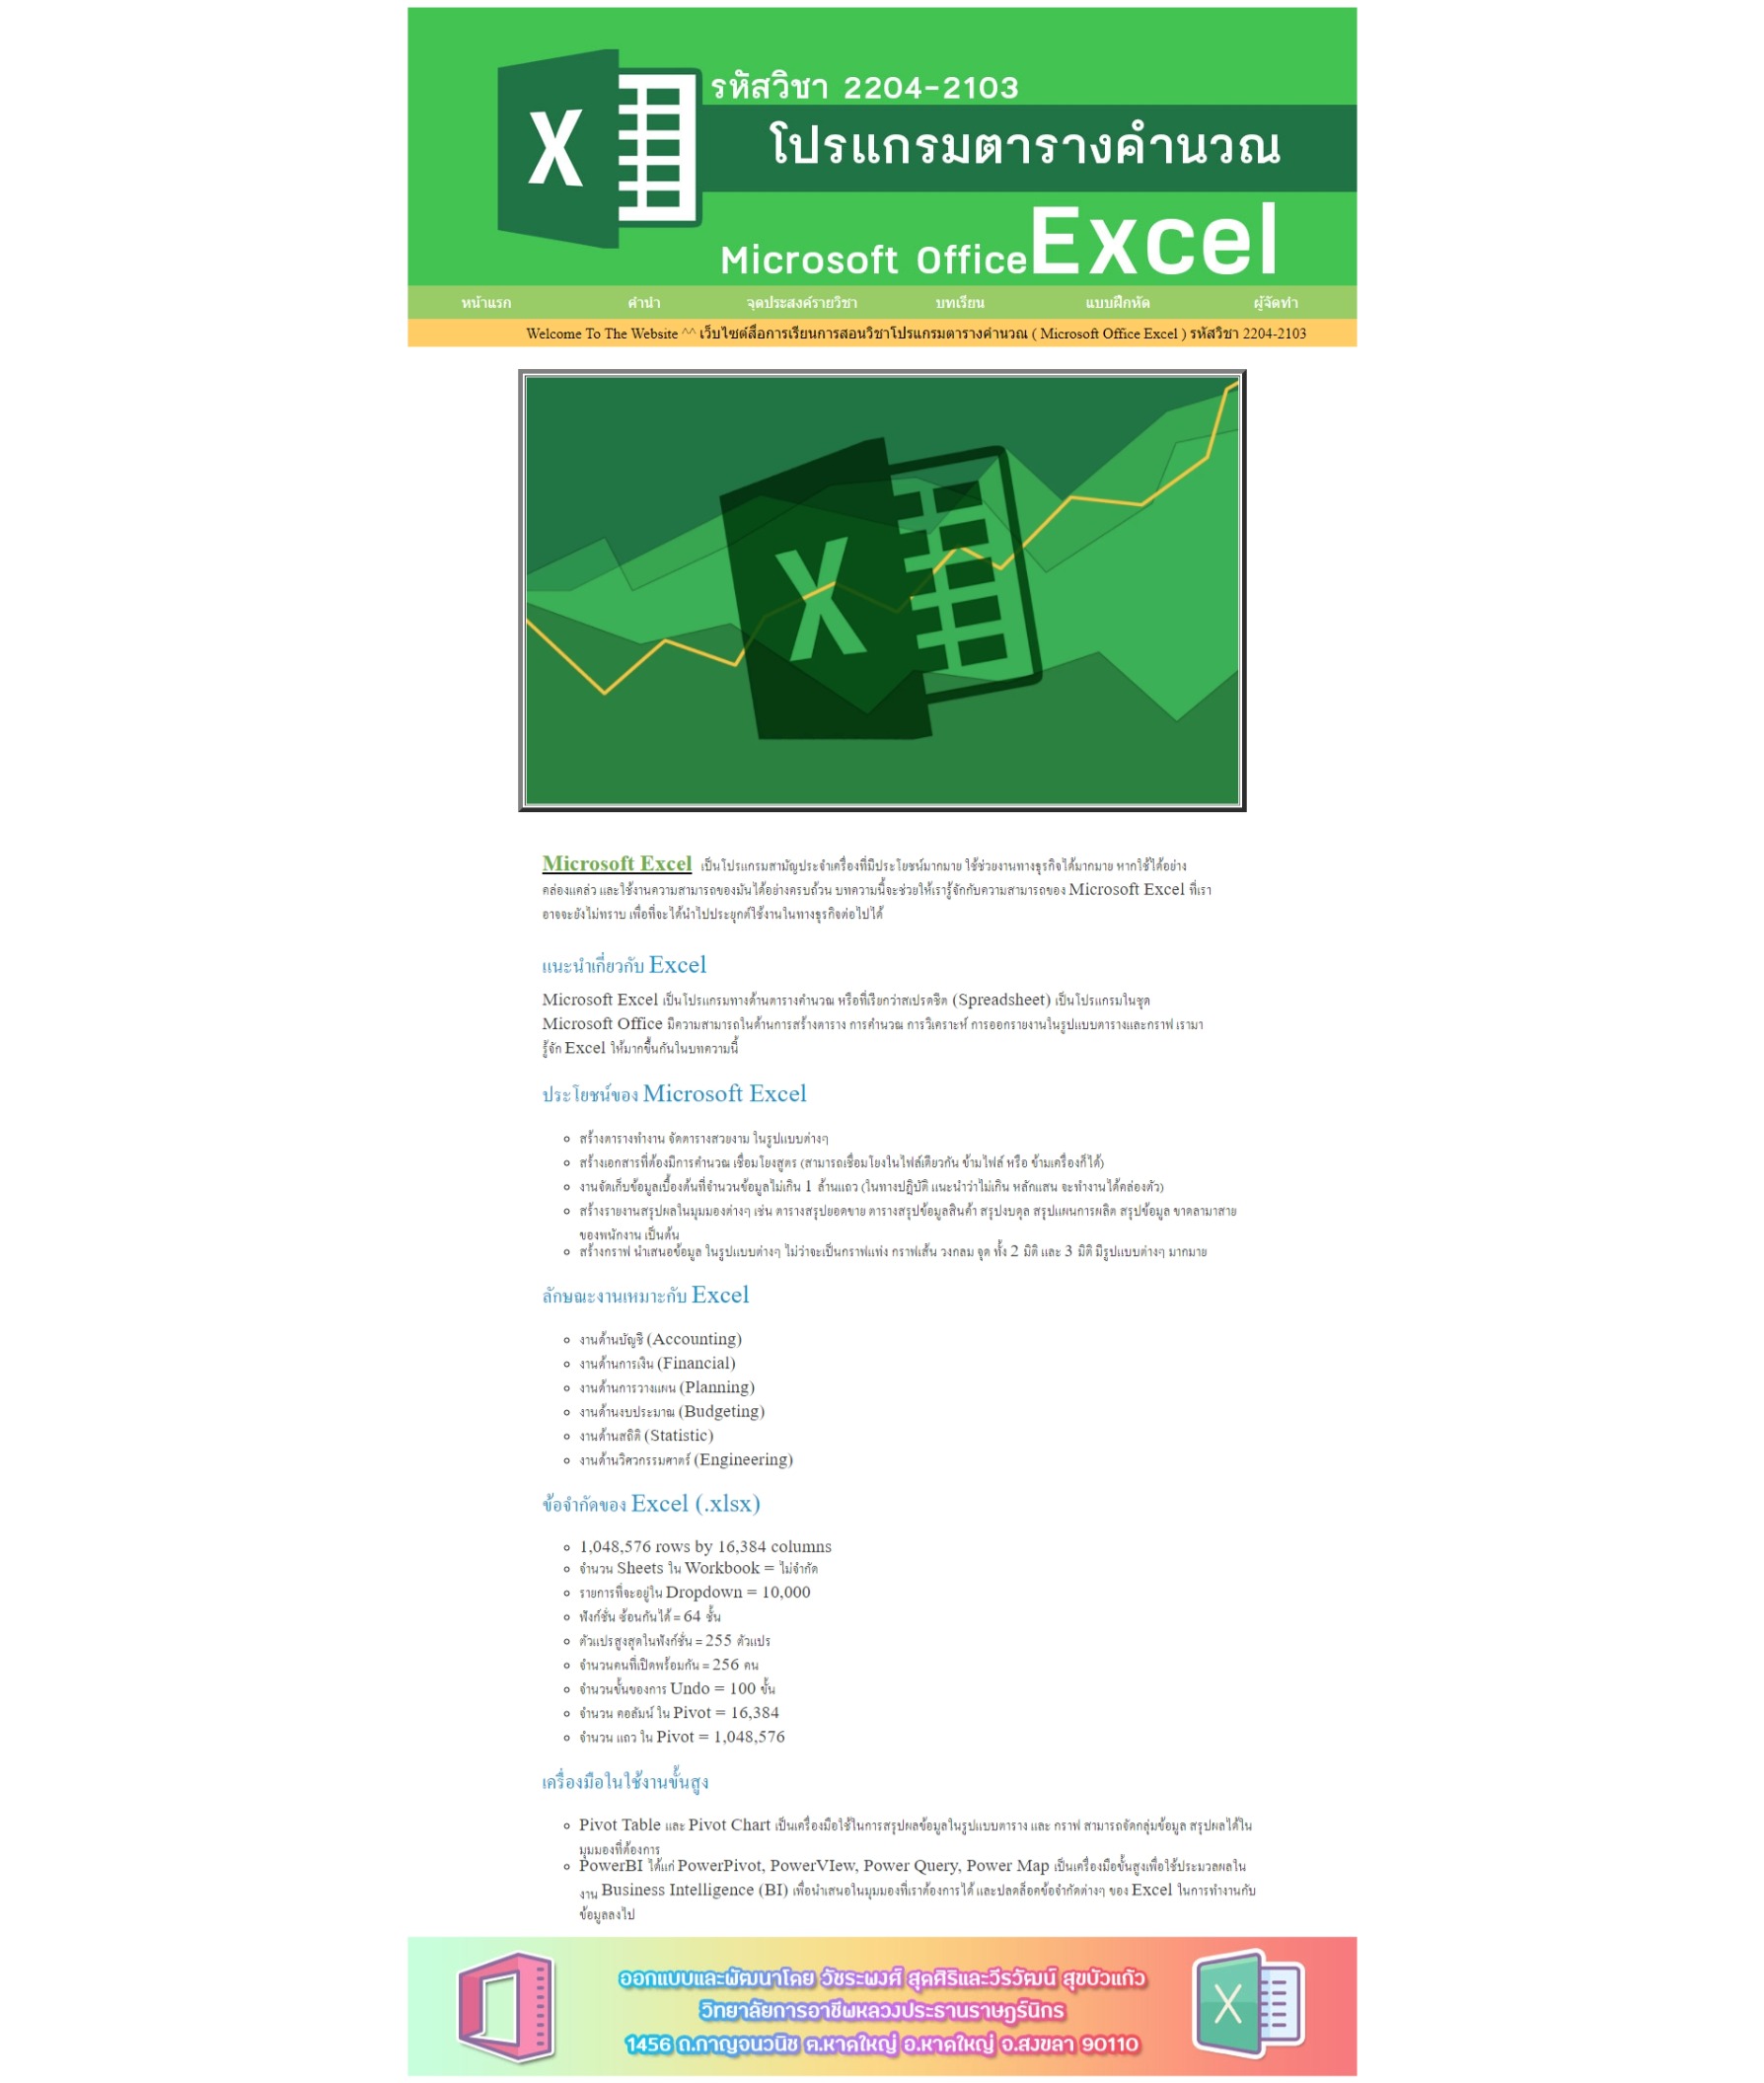 รหัสวิชา 2204-2103
โปรแกรมตารางคำนวณ
Microsoft Office Excel
หน้าแรก คำนำ จุดประสงค์รายวิชา บทเรียน แบบฝึกหัด ผู้จัดทำ
Welcome To The Website ^^ เว็บไซต์สื่อการเรียนการสอนวิชาโปรแกรมตารางคำนวณ ( Microsoft Office Excel ) รหัสวิชา 2204-2103
Microsoft Excel เป็นโปรแกรมสามัญประจำเครื่องที่มีประโยชน์มากมาย ใช้ช่วยงานทางธุรกิจได้มากมาย หากใช้ได้อย่าง
คล่องแคล่ว และใช้งานความสามารถของมันได้อย่างครบถ้วน บทความนี้จะช่วยให้เรารู้จักกับความสามารถของ Microsoft Excel ที่เรา
อาจจะยังไม่ทราบ เพื่อที่จะได้นำไปประยุกต์ใช้งานในทางธุรกิจต่อไปได้
แนะนำเกี่ยวกับ Excel
Microsoft Excel เป็นโปรแกรมทางด้านตารางคำนวณ หรือที่เรียกว่าสเปรดชีต (Spreadsheet) เป็นโปรแกรมในชุด
Microsoft Office มีความสามารถในด้านการสร้างตาราง การคำนวณ การวิเคราะห์ การออกรายงานในรูปแบบตารางและกราฟ เรามา
รู้จัก Excel ให้มากขึ้นกันในบทความนี้
ประโยชน์ของ Microsoft Excel
สร้างตารางทำงาน จัดตารางสวยงาม ในรูปแบบต่างๆ
สร้างเอกสารที่ต้องมีการคำนวณ เชื่อมโยงสูตร (สามารถเชื่อมโยงในไฟล์เดียวกัน ข้ามไฟล์ หรือ ข้ามเครื่องก็ได้)
งานจัดเก็บข้อมูลเบื้องต้นที่จำนวนข้อมูลไม่เกิน 1 ล้านแถว (ในทางปฏิบัติ แนะนำว่าไม่เกิน หลักแสน จะทำงานได้คล่องตัว)
สร้างรายงานสรุปผลในมุมมองต่างๆ เช่น ตารางสรุปยอดขาย ตารางสรุปข้อมูลสินค้า สรุปงบดุล สรุปแผนการผลิต สรุปข้อมูล ขาดลามาสาย
ของพนักงาน เป็นต้น
สร้างกราฟ นำเสนอข้อมูล ในรูปแบบต่างๆ ไม่ว่าจะเป็นกราฟแท่ง กราฟเส้น วงกลม จุด ทั้ง 2 มิติ และ 3 มิติ มีรูปแบบต่างๆ มากมาย
ลักษณะงานเหมาะกับ Excel
งานด้านบัญชี (Accounting)
งานด้านการเงิน (Financial)
งานด้านการวางแผน (Planning)
งานด้านงบประมาณ (Budgeting)
งานด้านสถิติ (Statistic)
งานด้านวิศวกรรมศาตร์ (Engineering)
ข้อจำกัดของ Excel (.xlsx)
1,048,576 rows by 16,384 columns
จำนวน Sheets ใน Workbook = ไม่จำกัด
รายการที่จะอยู่ใน Dropdown = 10,000
ฟังก์ชั่น ซ้อนกันได้ = 64 ชั้น
ตัวแปรสูงสุดในฟังก์ชั่น = 255 ตัวแปร
จำนวนคนที่เปิดพร้อมกัน = 256 คน
จำนวนขั้นของการ Undo = 100 ขั้น
จำนวน คอลัมน์ ใน Pivot = 16,384
จำนวน แถว ใน Pivot = 1,048,576
เครื่องมือในใช้งานขั้นสูง
Pivot Table และ Pivot Chart เป็นเครื่องมือใช้ในการสรุปผลข้อมูลในรูปแบบตาราง และ กราฟ สามารถจัดกลุ่มข้อมูล สรุปผลได้ใน
มุมมองที่ต้องการ
PowerBI ได้แก่ PowerPivot, PowerVIew, Power Query, Power Map เป็นเครื่องมือขั้นสูงเพื่อใช้ประมวลผลใน
งาน Business Intelligence (BI) เพื่อนำเสนอในมุมมองที่เราต้องการได้ และปลดล็อคข้อจำกัดต่างๆ ของ Excel ในการทำงานกับ
ข้อมูลลงไป
ออกแบบและพัฒนาโดย วัชระพงศ์ สุดศิริและวีรวัฒน์ สุขบัวแก้ว
วิทยาลัยการอาชีพหลวงประธานราษฎร์นิกร
1456 ถ.กาญจนวนิช ต.หาดใหญ่ อ.หาดใหญ่ จ.สงขลา 90110